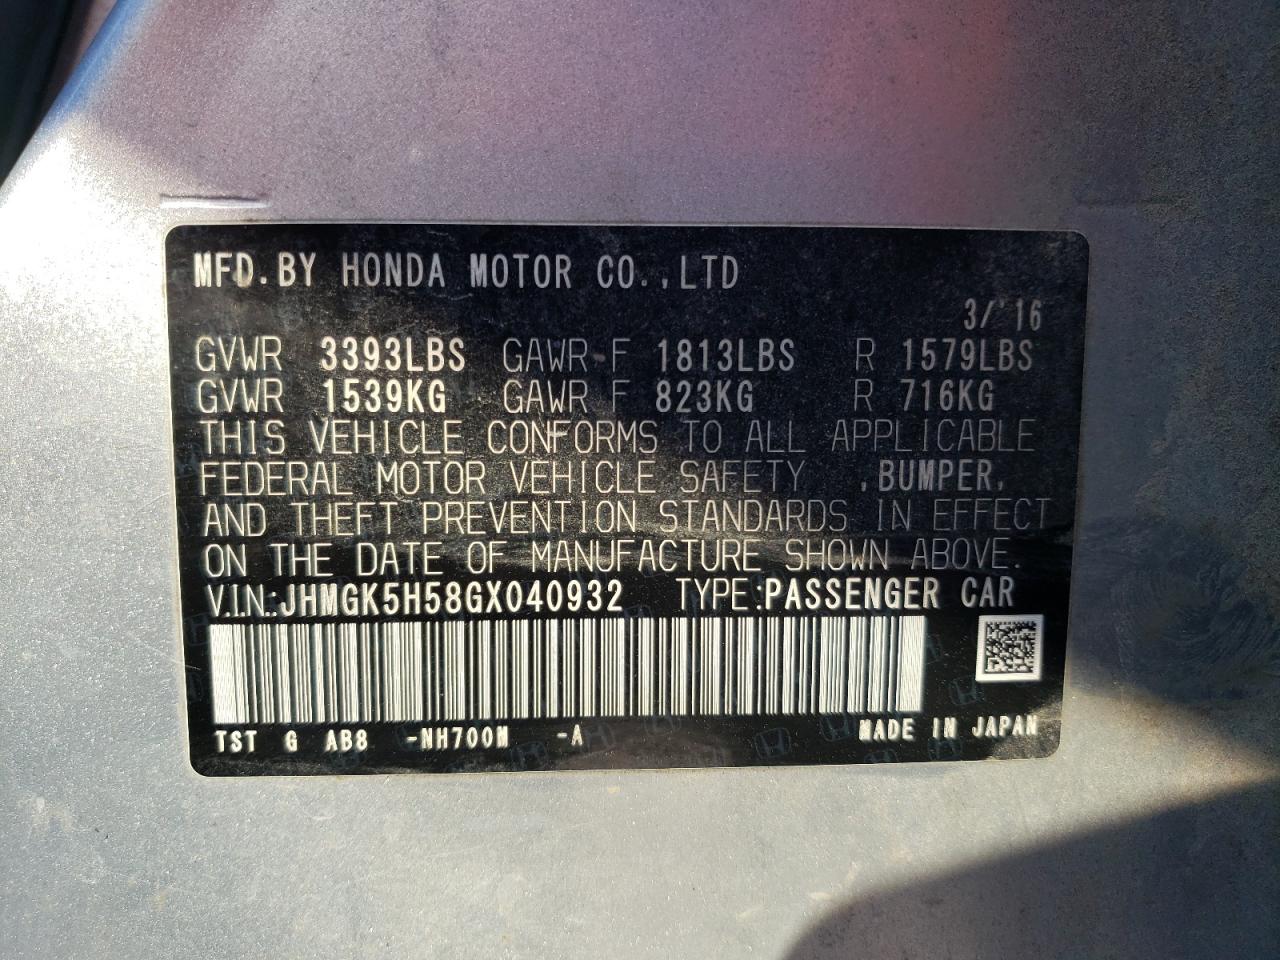 MFD. BY HONDA MOTOR CO., LTD
3/'16
GVWR 3393LBS GAWR F 1813LBS R 1579LBS
GVWR 1539KG GAWR F 823KG R 716KG
THIS VEHICLE CONFORMS TO ALL APPLICABLE
FEDERAL MOTOR VEHICLE SAFETY , BUMPER,
AND THEFT PREVENTION STANDARDS IN EFFECT
ON THE DATE OF MANUFACTURE SHOWN ABOVE.
V.I.N.: JHMGK5H58GX040932 TYPE: PASSENGER CAR
TST G AB8 -NH700M -A MADE IN JAPAN